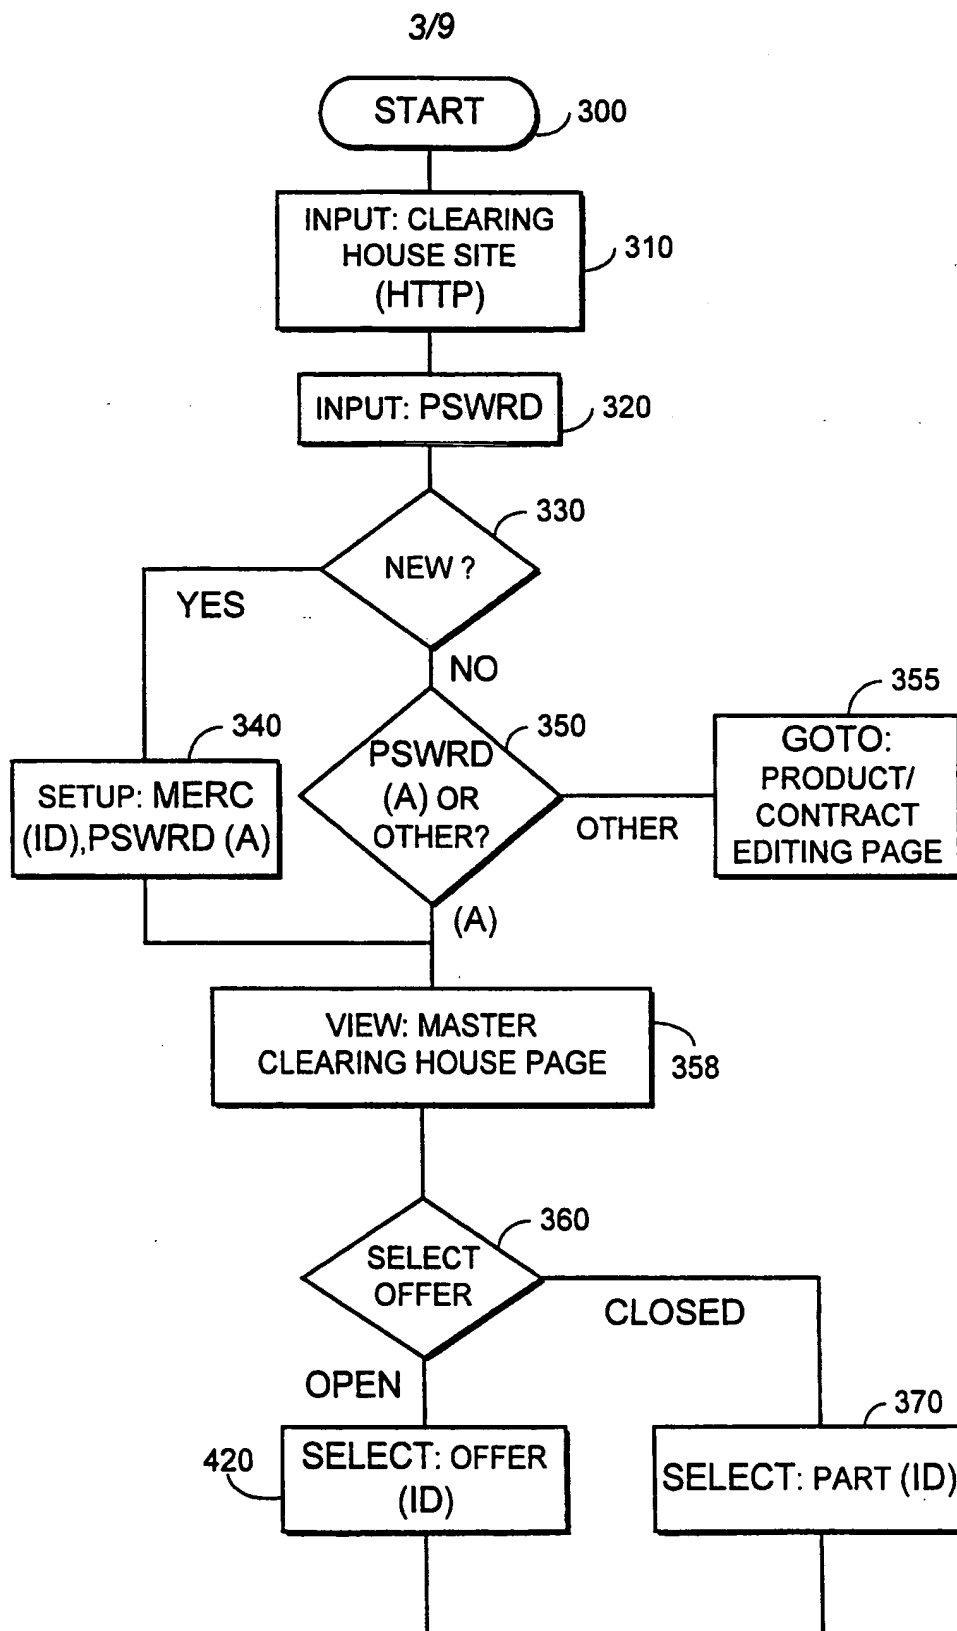 3/9
START
300
INPUT: CLEARING
HOUSE SITE
(HTTP)
310
INPUT: PSWRD
320
330
NEW ?
YES
NO
340
SETUP: MERC
(ID),PSWRD (A)
350
PSWRD
(A) OR
OTHER?
OTHER
355
GOTO:
PRODUCT/
CONTRACT
EDITING PAGE
(A)
VIEW: MASTER
CLEARING HOUSE PAGE
358
360
SELECT
OFFER
CLOSED
OPEN
420
SELECT: OFFER
(ID)
370
SELECT: PART (ID)